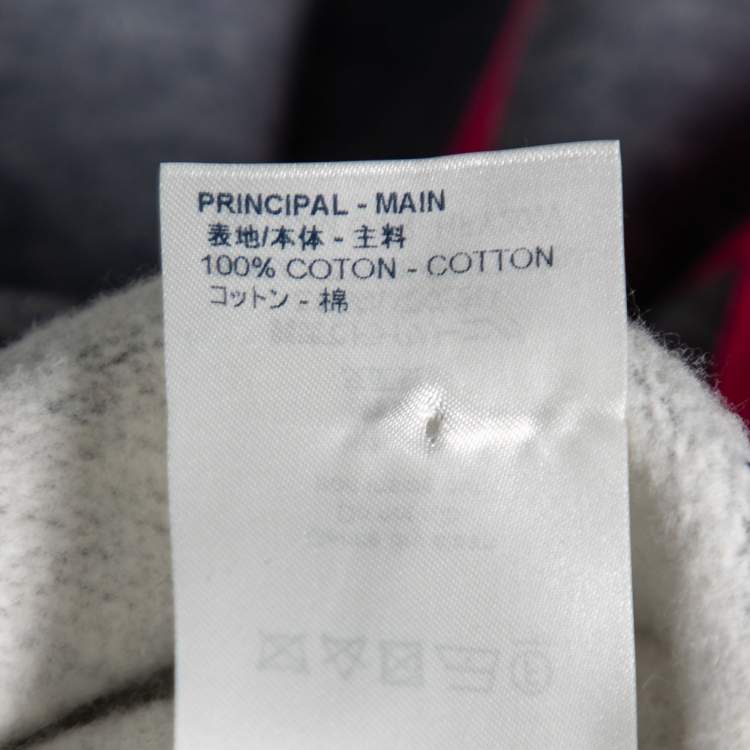 PRINCIPAL - MAIN
表地/本体 - 主料
100% COTON - COTTON
コットン - 棉